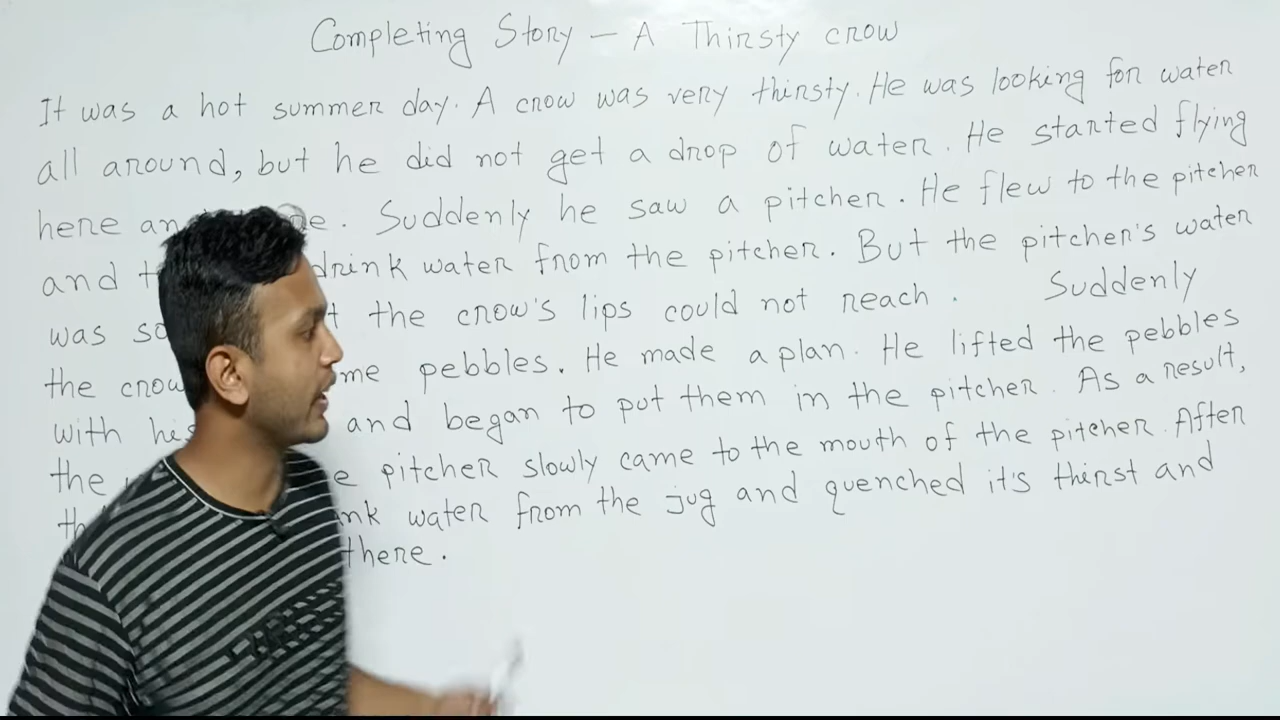 Completing Story - A Thirsty crow
It was a hot summer day. A crow was very thirsty. He was looking for water
all around, but he did not get a drop of water. He started flying
here Suddenly he saw a pitcher. He flew to the pitcher
and drink water from the pitcher. But the pitcher's water
was the crow's lips could not reach. Suddenly
the crow pebbles. He made a plan. He lifted the pebbles
with his and began to put them in the pitcher. As a result,
the pitcher slowly came to the mouth of the pitcher. After
water from the jug and quenched it's thirst and
there.